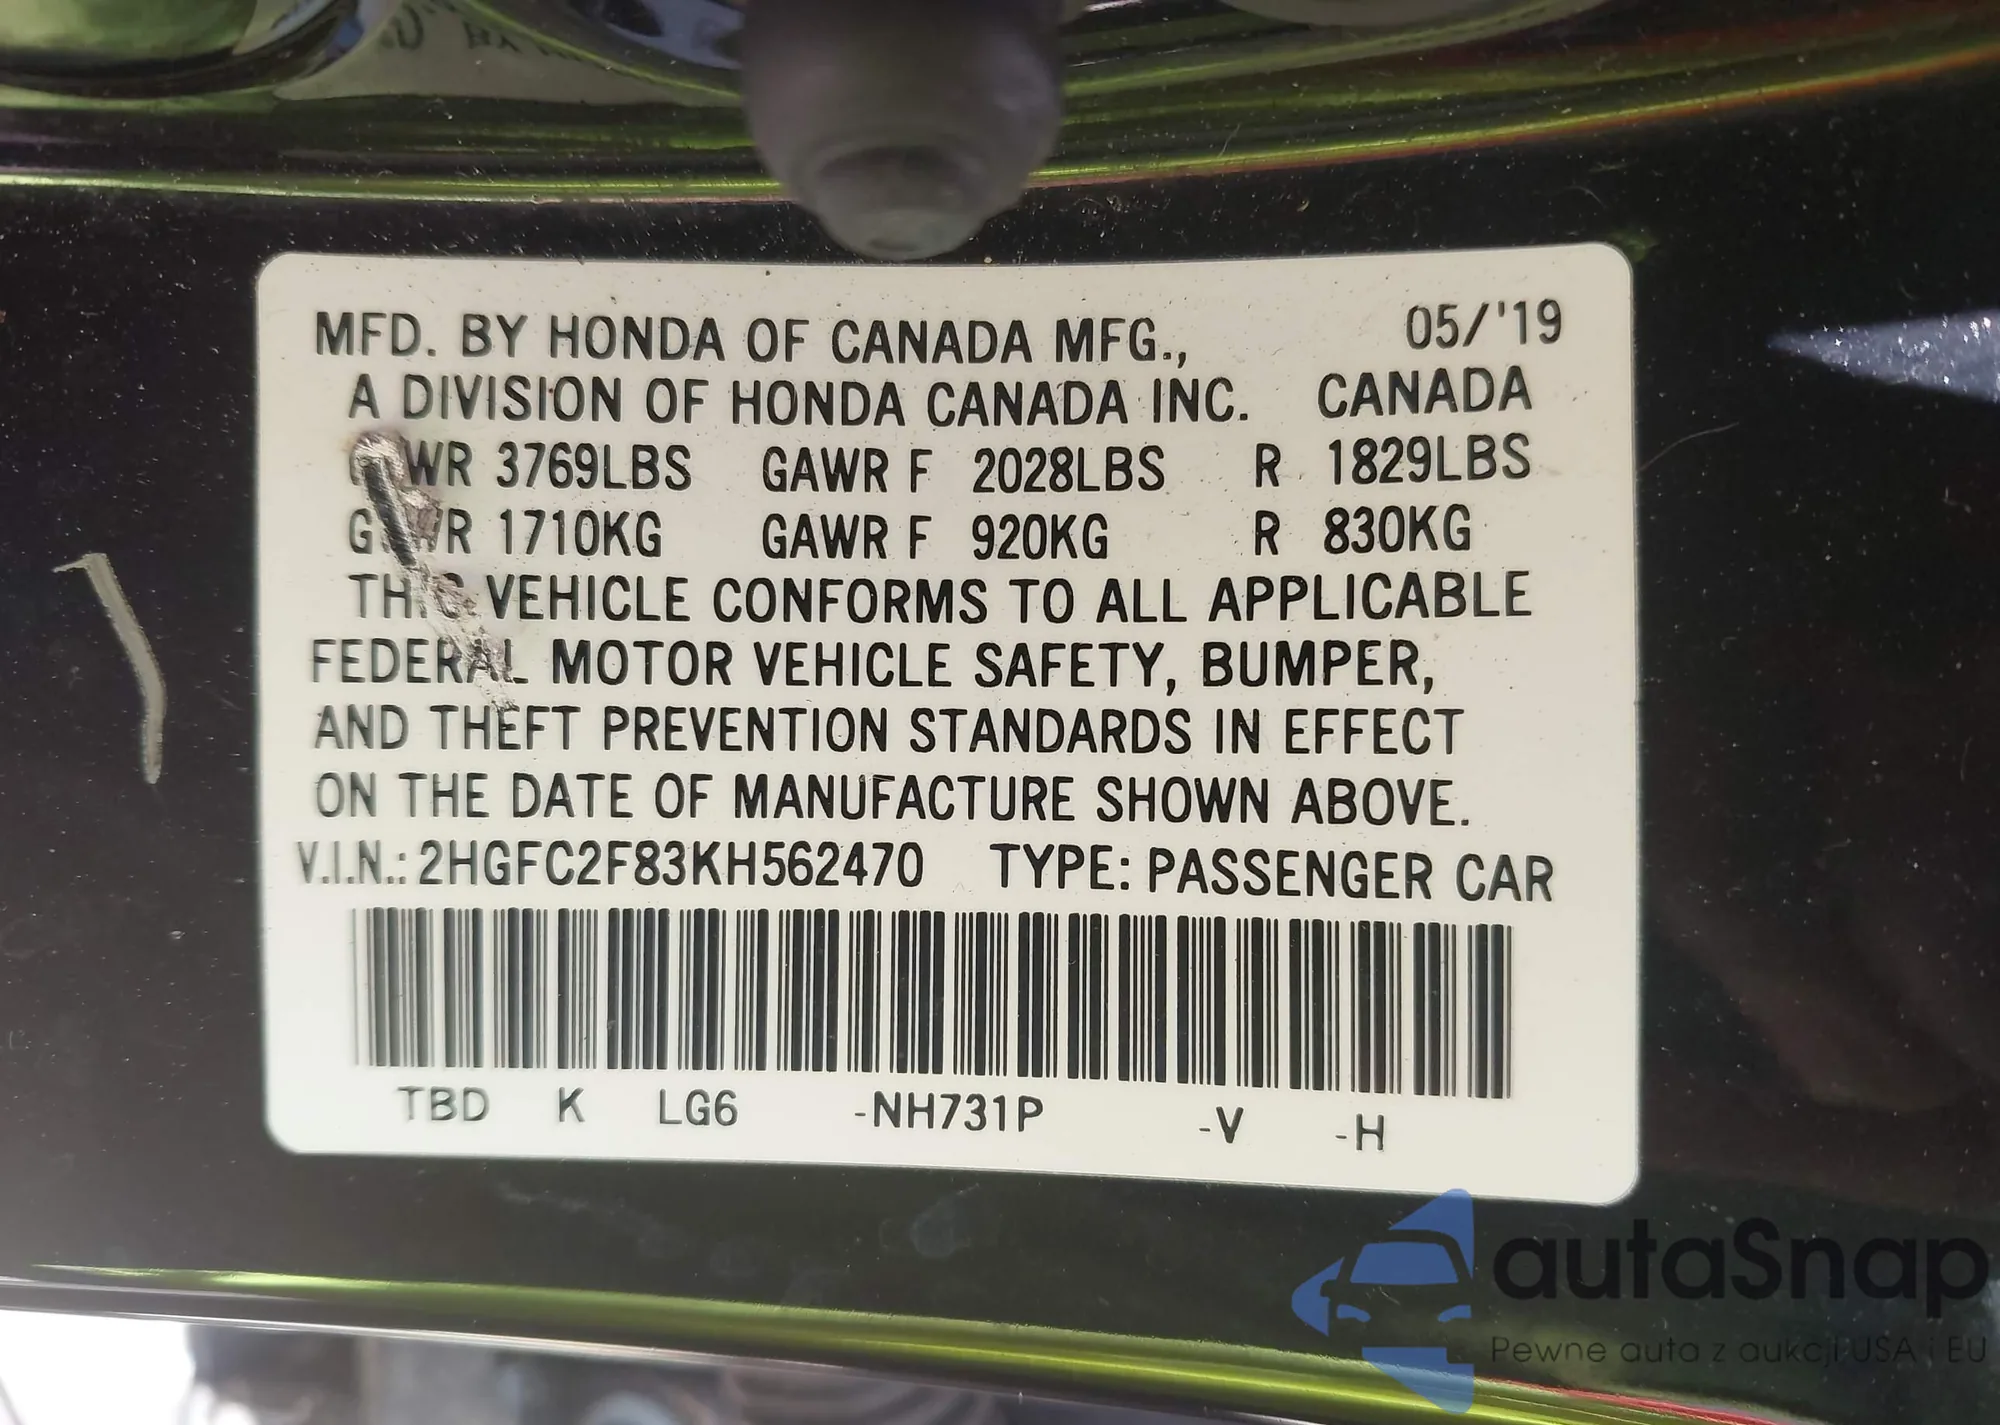 MFD. BY HONDA OF CANADA MFG., 05/'19
A DIVISION OF HONDA CANADA INC. CANADA
3769LBS GAWR F 2028LBS R 1829LBS
1710KG GAWR F 920KG R 830KG
THIS VEHICLE CONFORMS TO ALL APPLICABLE
FEDERAL MOTOR VEHICLE SAFETY, BUMPER,
AND THEFT PREVENTION STANDARDS IN EFFECT
ON THE DATE OF MANUFACTURE SHOWN ABOVE.
V.I.N.: 2HGFC2F83KH562470 TYPE: PASSENGER CAR
TBD K LG6 -NH731P -V -H
autaSnap
Pewne auta z aukcji USA i EU